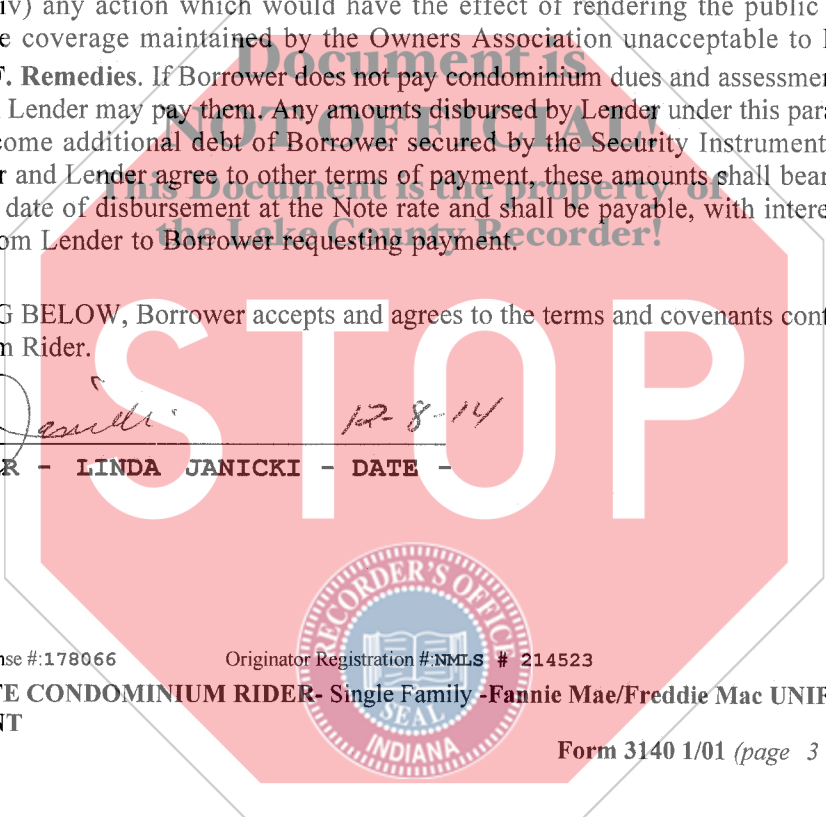 iv) any action which would have the effect of rendering the public
e coverage maintained by the Owners Association unacceptable to
F. Remedies. If Borrower does not pay condominium dues and assessmen
Lender may pay them. Any amounts disbursed by Lender under this para
come additional debt of Borrower secured by the Security Instrument
r and Lender agree to other terms of payment, these amounts shall bear
date of disbursement at the Note rate and shall be payable, with intere
om Lender to Borrower requesting payment.
Document is
NOT OFFICIAL!
This Document is the property of
the Lake County Recorder!
G BELOW, Borrower accepts and agrees to the terms and covenants cont
n Rider.
STOP
Janicki 12-8-14
R - LINDA JANICKI - DATE -
RECORDER'S OFFIC
SEAL
INDIANA
nse #:178066 Originator Registration #:NMLS # 214523
TE CONDOMINIUM RIDER- Single Family -Fannie Mae/Freddie Mac UNIF
NT
Form 3140 1/01 (page 3